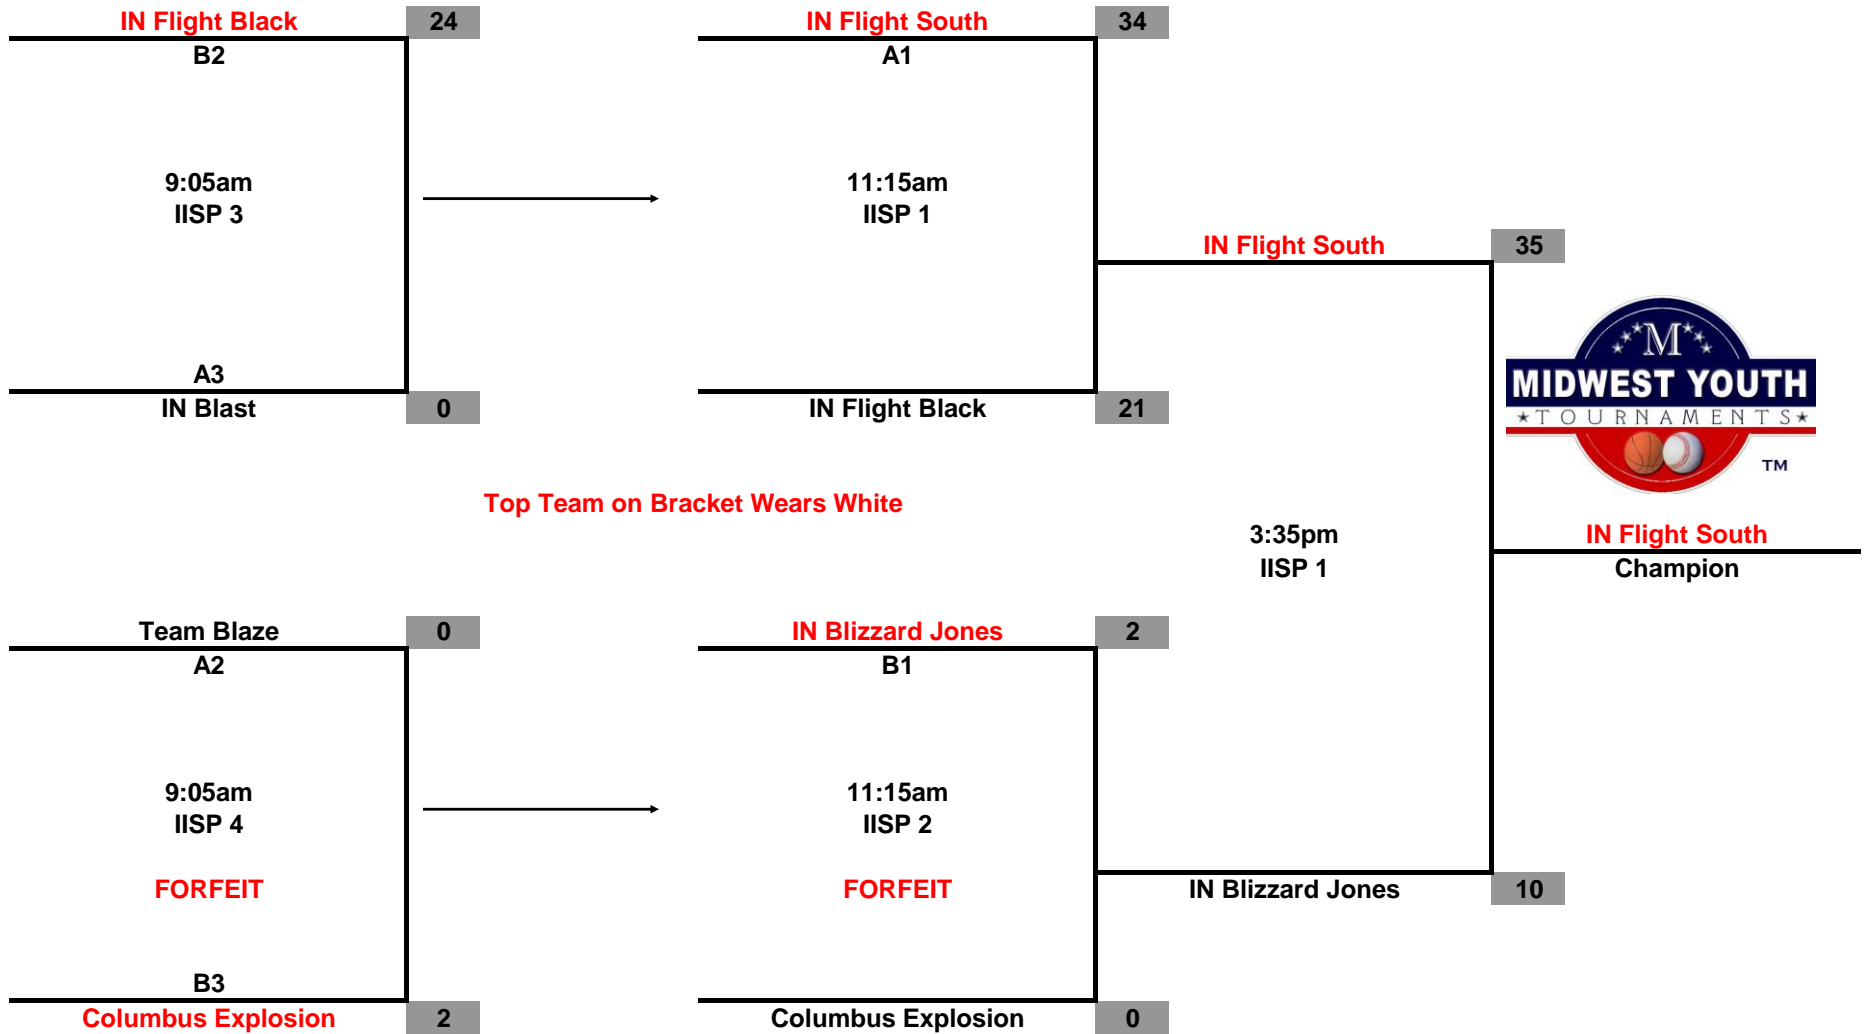 IN Flight Black 24
B2
9:05am
IISP 3
A3
IN Blast 0
IN Flight South 34
A1
11:15am
IISP 1
IN Flight Black 21
IN Flight South 35
M
MIDWEST YOUTH
TOURNAMENTS
TM
Top Team on Bracket Wears White
3:35pm
IISP 1
IN Flight South
Champion
Team Blaze 0
A2
9:05am
IISP 4
FORFEIT
B3
Columbus Explosion 2
IN Blizzard Jones 2
B1
11:15am
IISP 2
FORFEIT
Columbus Explosion 0
IN Blizzard Jones 10